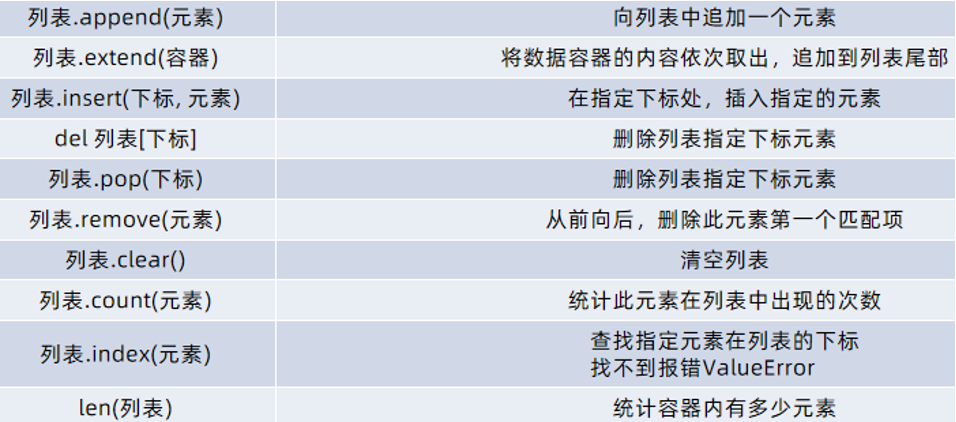 列表.append(元素) 向列表中追加一个元素
列表.extend(容器) 将数据容器的内容依次取出，追加到列表尾部
列表.insert(下标, 元素) 在指定下标处，插入指定的元素
del 列表[下标] 删除列表指定下标元素
列表.pop(下标) 删除列表指定下标元素
列表.remove(元素) 从前向后，删除此元素第一个匹配项
列表.clear() 清空列表
列表.count(元素) 统计此元素在列表中出现的次数
列表.index(元素) 查找指定元素在列表的下标
找不到报错ValueError
len(列表) 统计容器内有多少元素